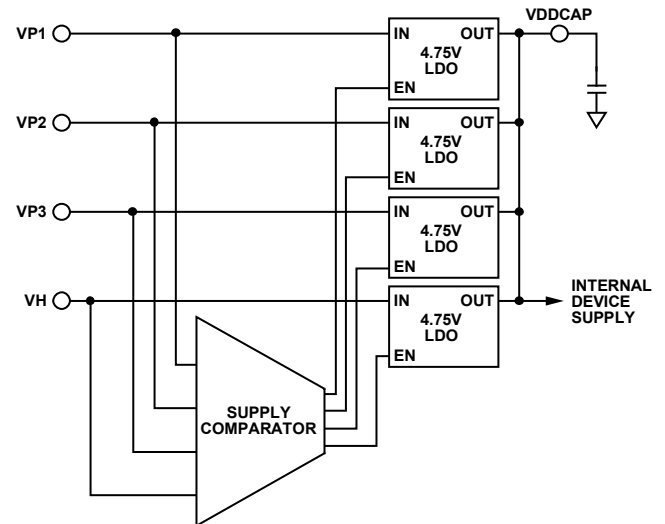 VP1
VP2
VP3
VH
IN OUT
4.75V
LDO
EN
IN OUT
4.75V
LDO
EN
IN OUT
4.75V
LDO
EN
IN OUT
4.75V
LDO
EN
VDDCAP
INTERNAL
DEVICE
SUPPLY
SUPPLY
COMPARATOR